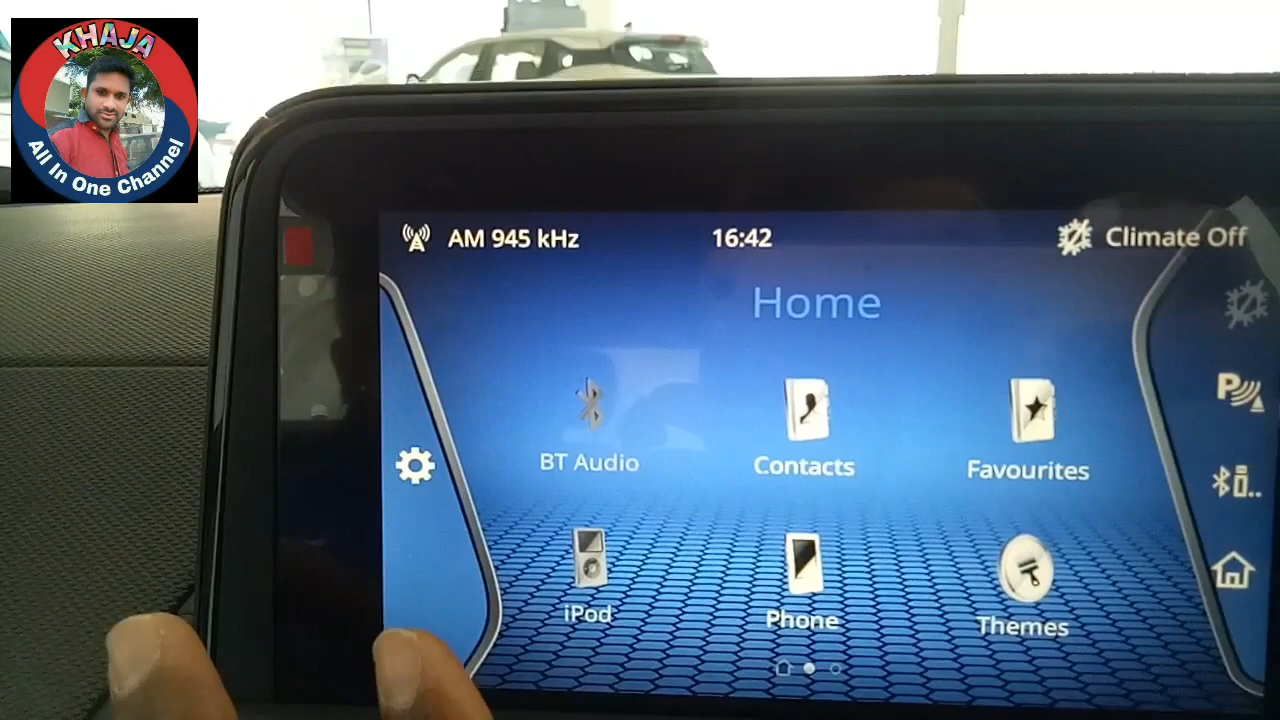 KHAJA
All In One Channel
AM 945 kHz
16:42
Climate Off
Home
BT Audio
Contacts
Favourites
iPod
Phone
Themes
P